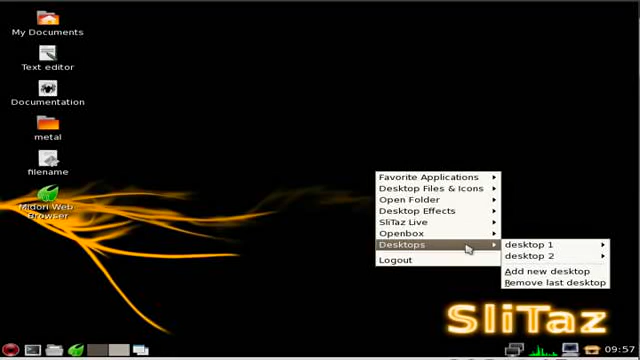 My Documents
Text editor
Documentation
metal
filename
Midori Web
Browser
Favorite Applications
Desktop Files & Icons
Open Folder
Desktop Effects
SliTaz Live
Openbox
Desktops
Logout
desktop 1
desktop 2
Add new desktop
Remove last desktop
SliTaz
09:57